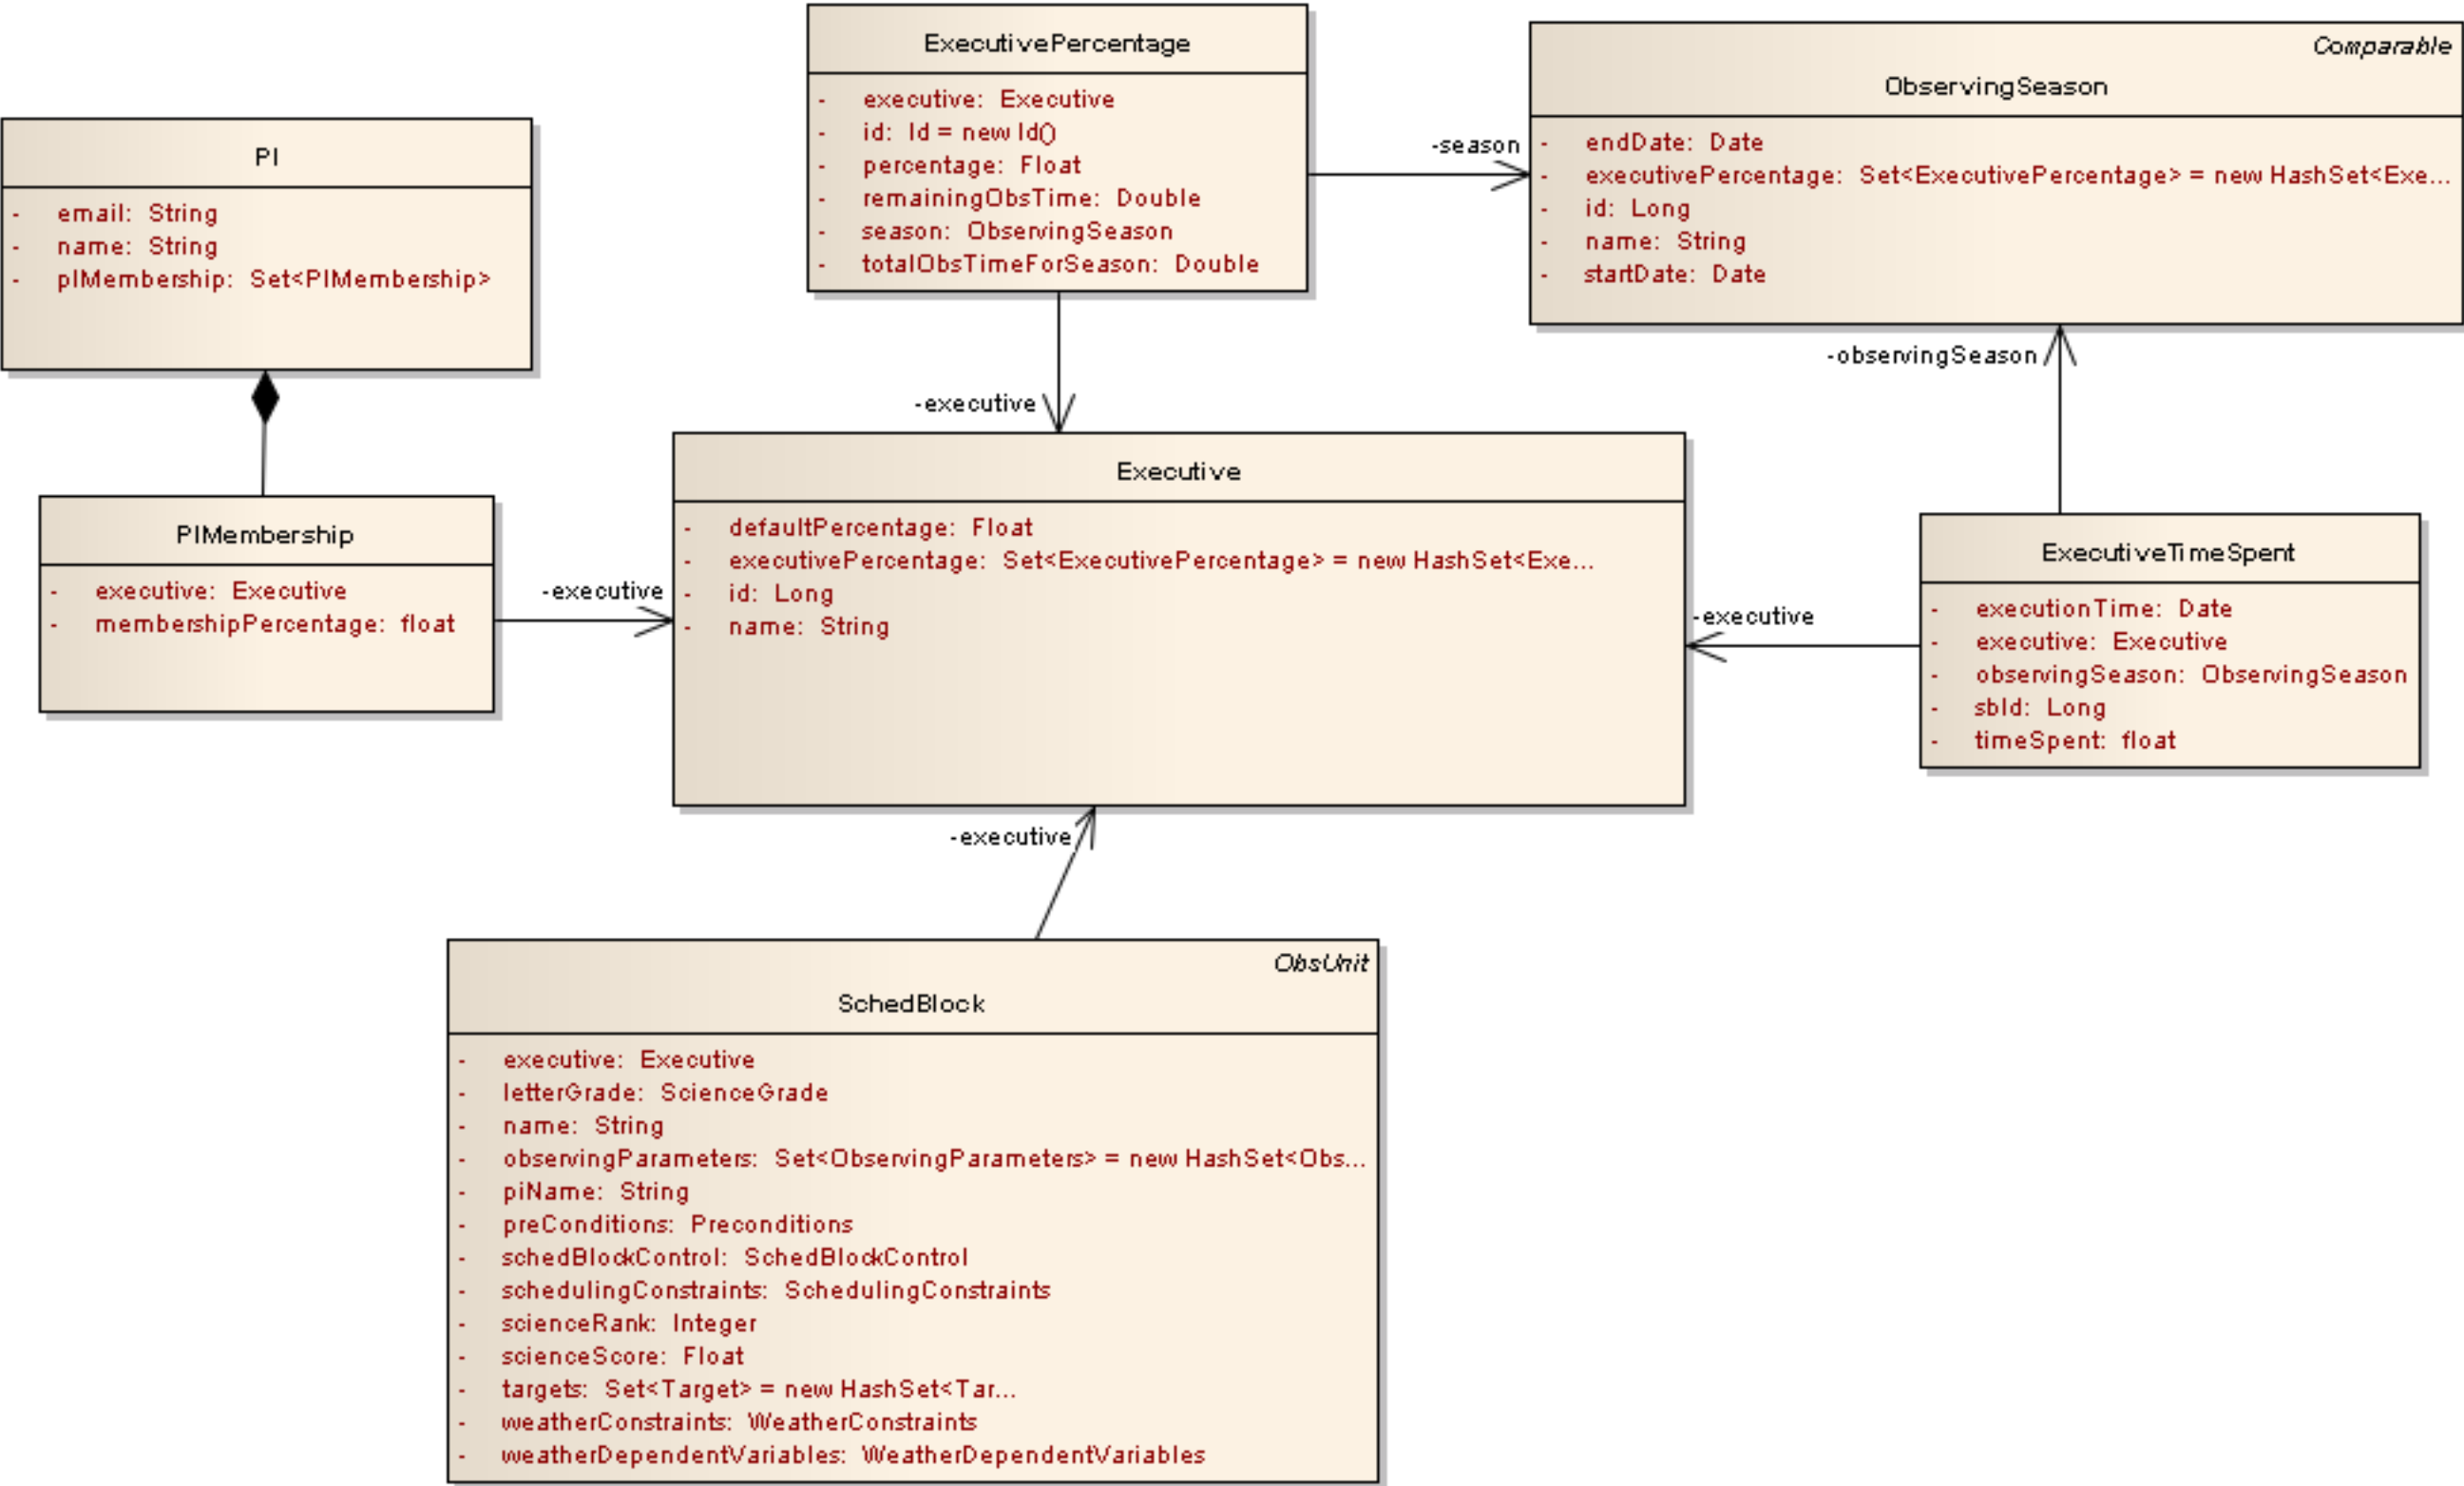 ExecutivePercentage
- executive: Executive
- id: Id = new Id()
- percentage: Float
- remainingObsTime: Double
- season: ObservingSeason
- totalObsTimeForSeason: Double
-season
Comparable
ObservingSeason
- endDate: Date
- executivePercentage: Set<ExecutivePercentage> = new HashSet<Exe...
- id: Long
- name: String
- startDate: Date
PI
- email: String
- name: String
- pIMembership: Set<PIMembership>
-executive
-observingSeason
PIMembership
- executive: Executive
- membershipPercentage: float
-executive
Executive
- defaultPercentage: Float
- executivePercentage: Set<ExecutivePercentage> = new HashSet<Exe...
- id: Long
- name: String
-executive
ExecutiveTimeSpent
- executionTime: Date
- executive: Executive
- observingSeason: ObservingSeason
- sbId: Long
- timeSpent: float
-executive
ObsUnit
SchedBlock
- executive: Executive
- letterGrade: ScienceGrade
- name: String
- observingParameters: Set<ObservingParameters> = new HashSet<Obs...
- piName: String
- preConditions: Preconditions
- schedBlockControl: SchedBlockControl
- schedulingConstraints: SchedulingConstraints
- scienceRank: Integer
- scienceScore: Float
- targets: Set<Target> = new HashSet<Tar...
- weatherConstraints: WeatherConstraints
- weatherDependentVariables: WeatherDependentVariables